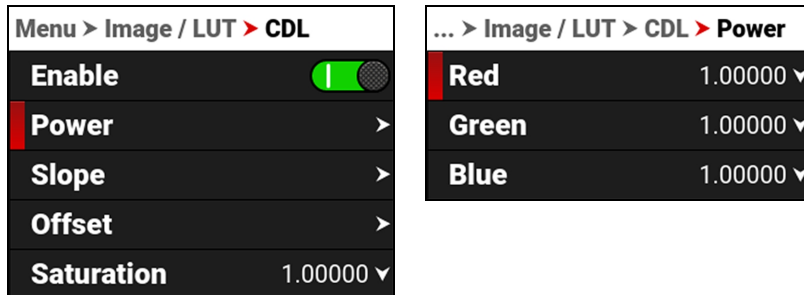 Menu > Image / LUT > CDL
Enable
Power >
Slope >
Offset >
Saturation 1.00000
... > Image / LUT > CDL > Power
Red 1.00000
Green 1.00000
Blue 1.00000